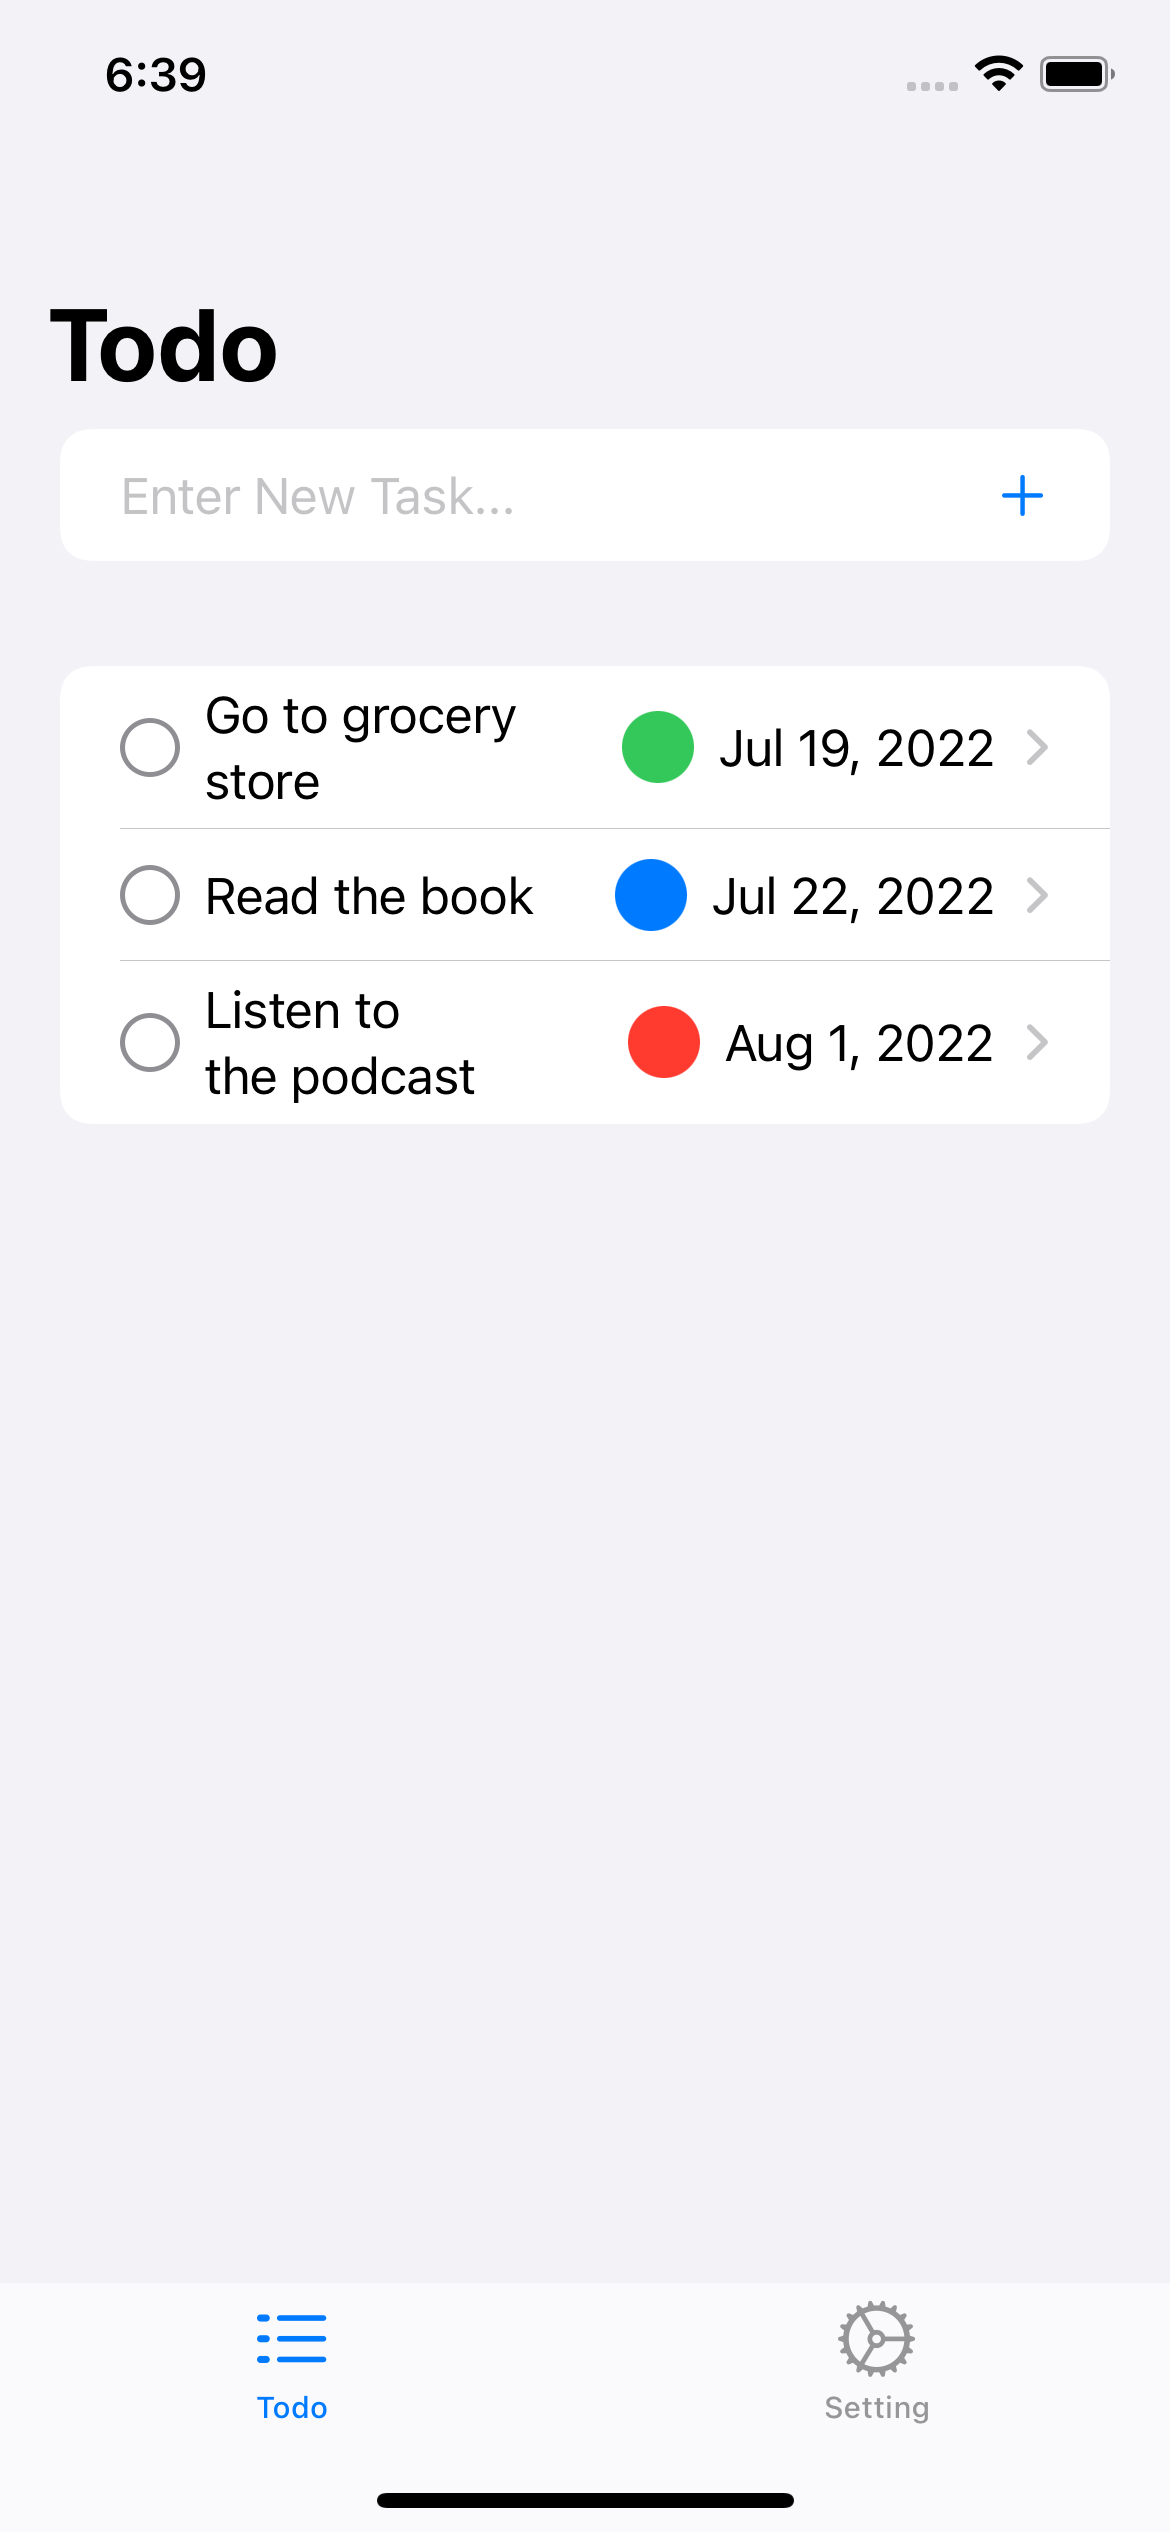 6:39
Todo
Enter New Task...
Go to grocery
store
Jul 19, 2022
Read the book
Jul 22, 2022
Listen to
the podcast
Aug 1, 2022
Todo
Setting